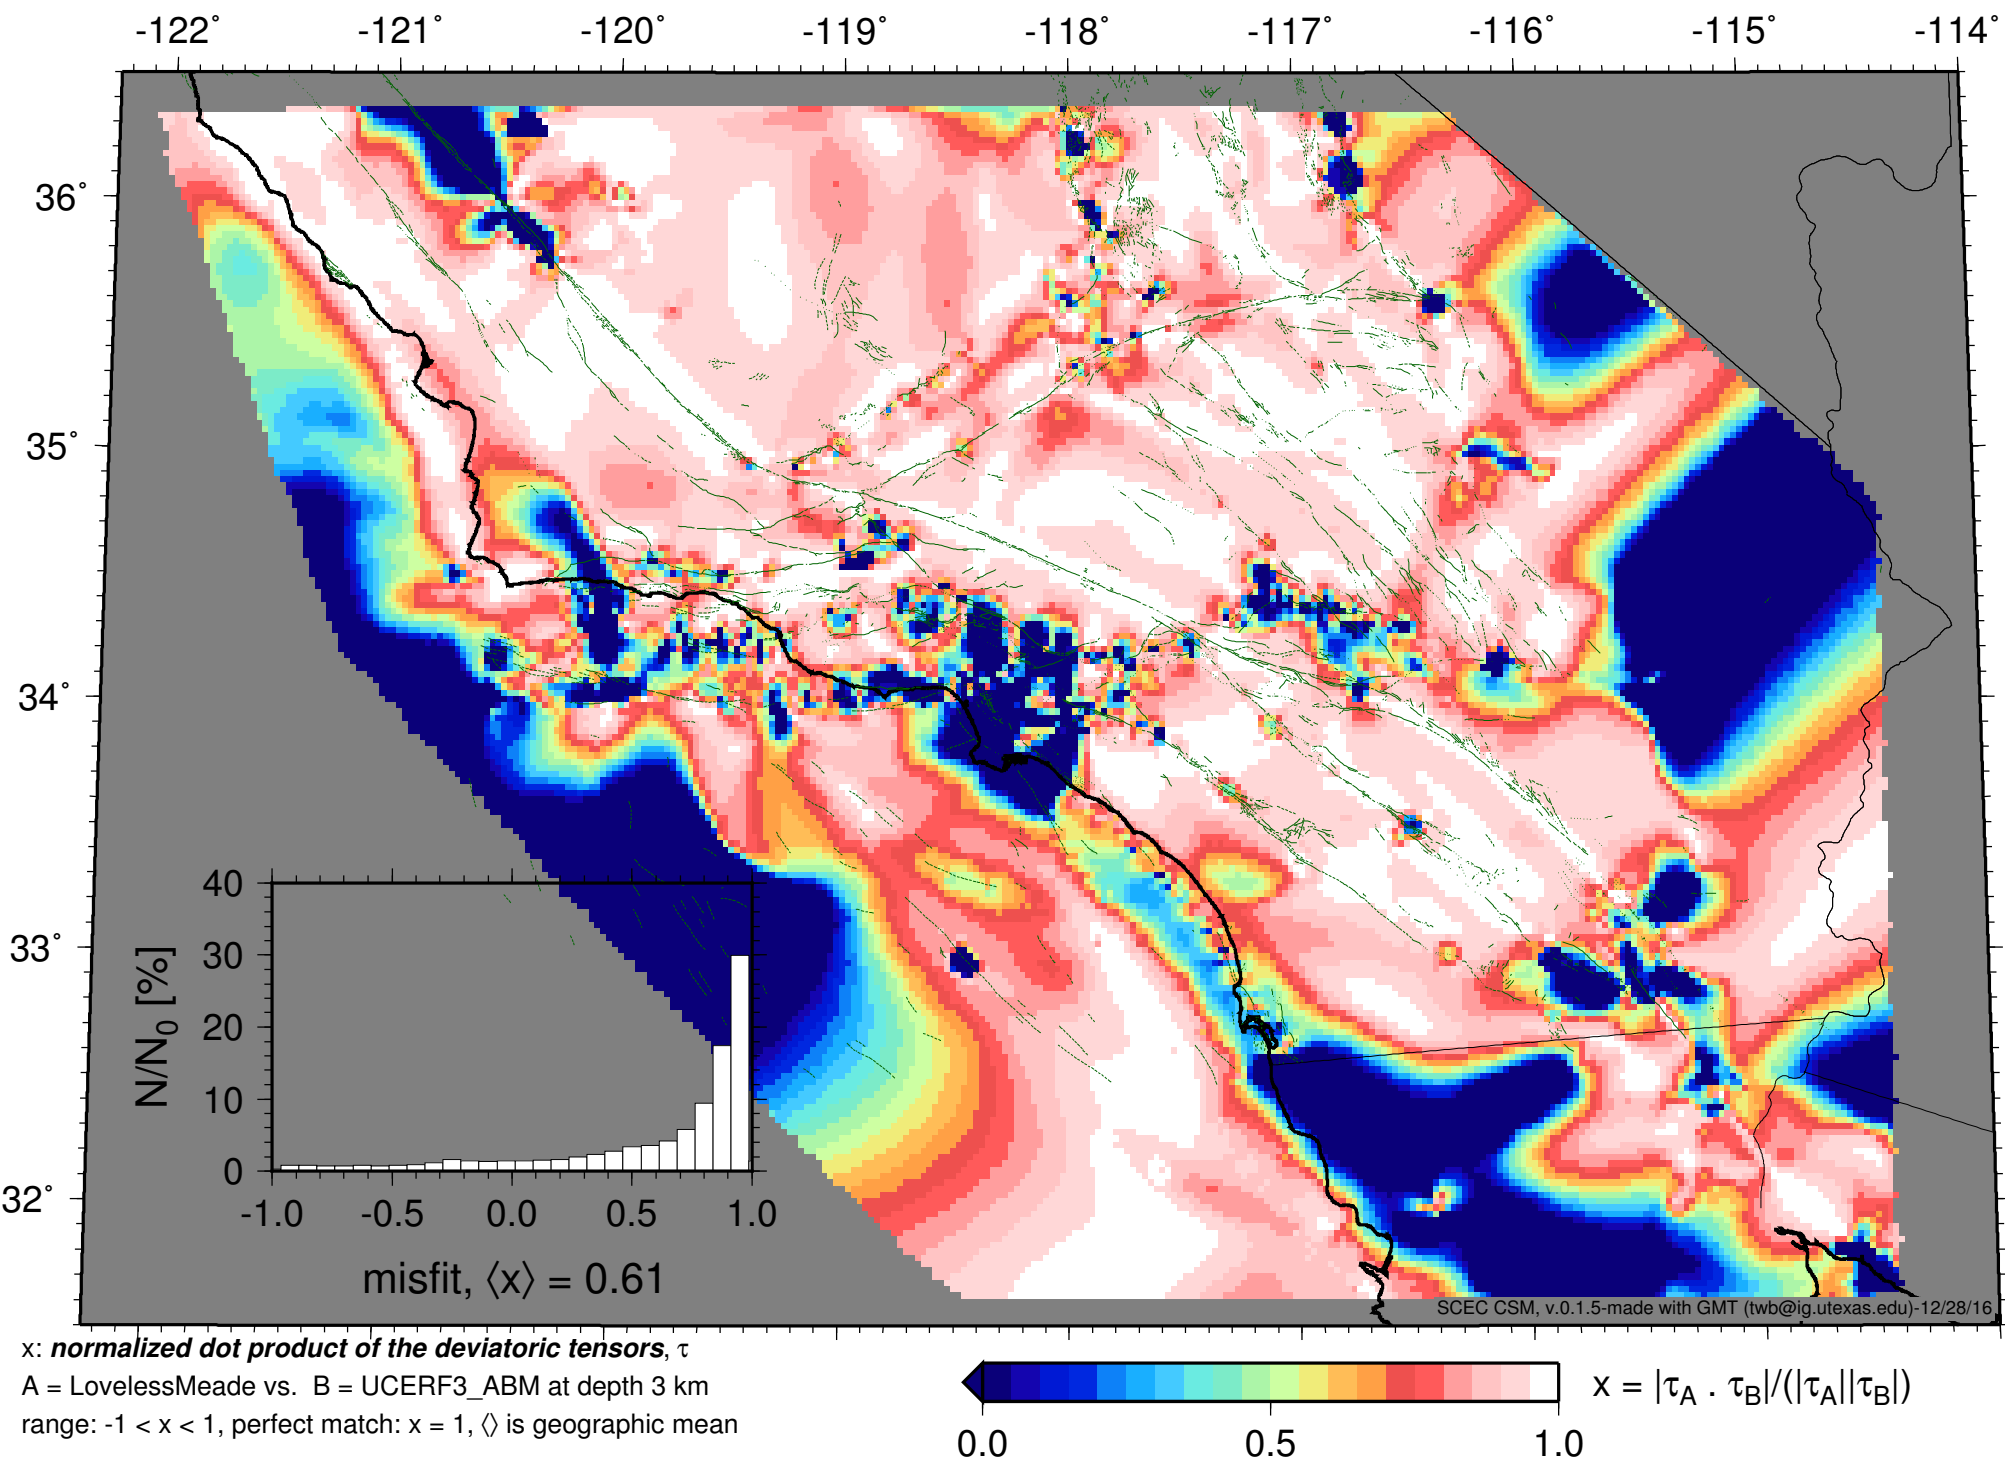 -122° -121° -120° -119° -118° -117° -116° -115° -114°
36°
35°
34°
33°
32°
N/N0 [%]
40
30
20
10
0
-1.0 -0.5 0.0 0.5 1.0
misfit, ⟨x⟩ = 0.61
SCEC CSM, v.0.1.5-made with GMT (twb@ig.utexas.edu)-12/28/16
x: normalized dot product of the deviatoric tensors, τ
A = LovelessMeade vs. B = UCERF3_ABM at depth 3 km
range: -1 < x < 1, perfect match: x = 1, ⟨⟩ is geographic mean
0.0 0.5 1.0
x = |τA . τB|/(|τA||τB|)